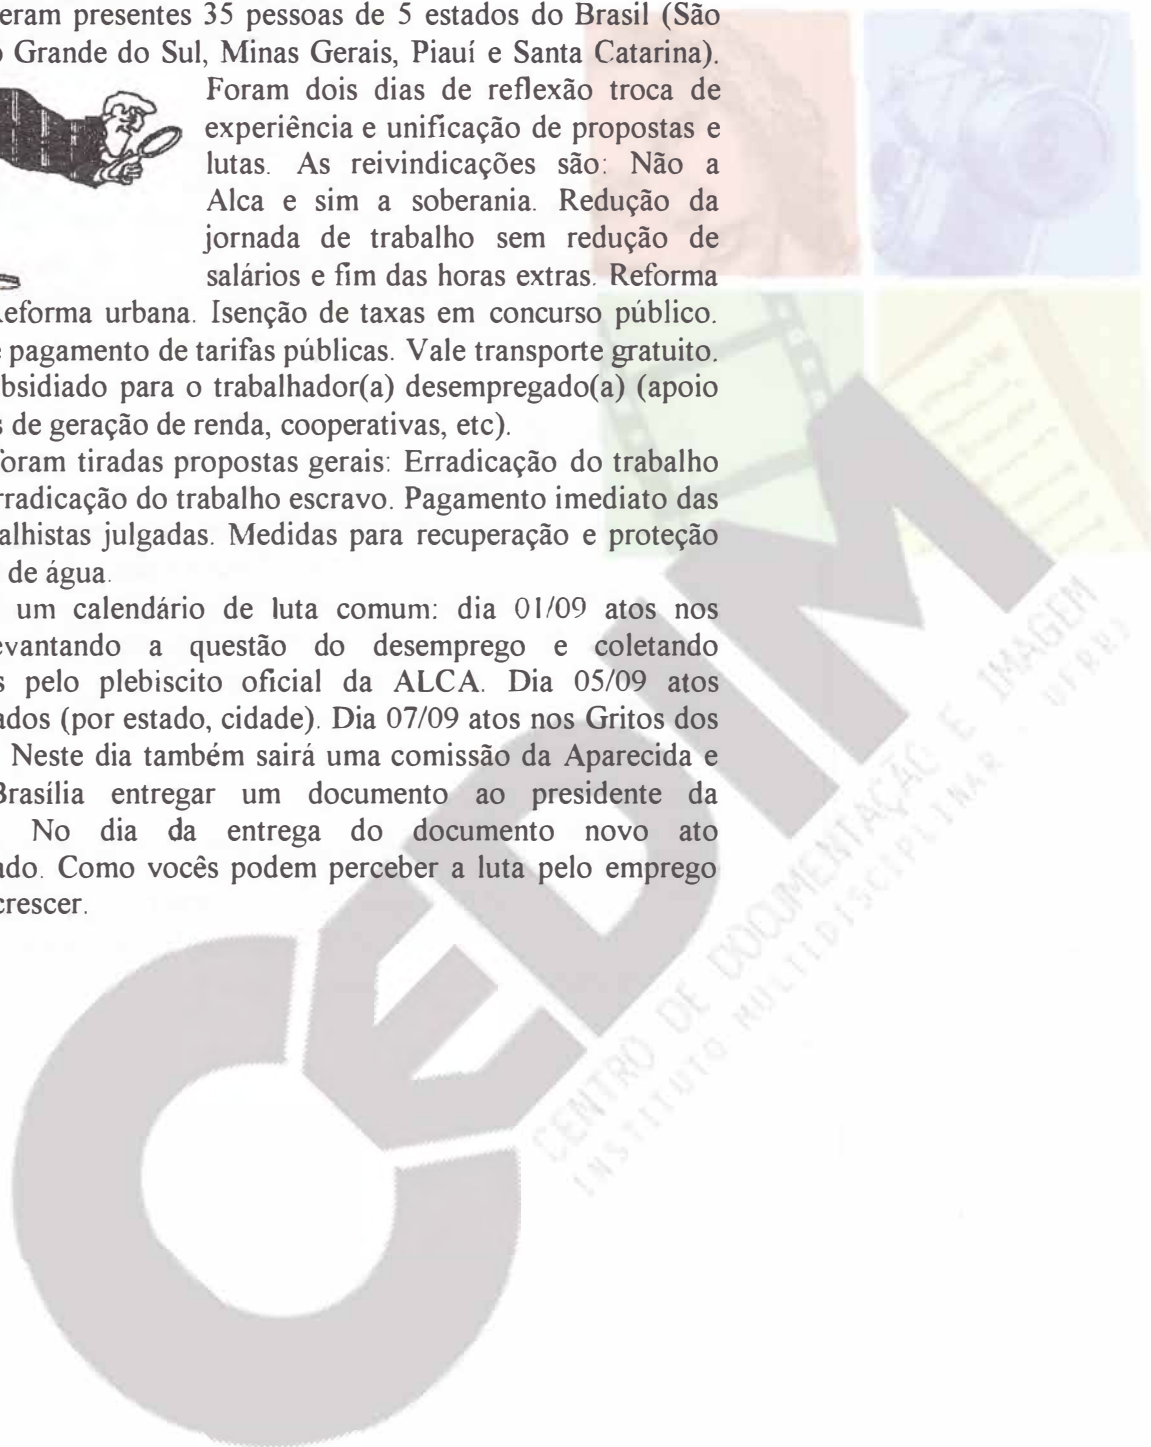 eram presentes 35 pessoas de 5 estados do Brasil (São
o Grande do Sul, Minas Gerais, Piauí e Santa Catarina).
Foram dois dias de reflexão troca de
experiência e unificação de propostas e
lutas. As reivindicações são: Não a
Alca e sim a soberania. Redução da
jornada de trabalho sem redução de
salários e fim das horas extras. Reforma
Reforma urbana. Isenção de taxas em concurso público.
e pagamento de tarifas públicas. Vale transporte gratuito.
bsidiado para o trabalhador(a) desempregado(a) (apoio
s de geração de renda, cooperativas, etc).
foram tiradas propostas gerais: Erradicação do trabalho
rradicação do trabalho escravo. Pagamento imediato das
alhistas julgadas. Medidas para recuperação e proteção
de água.
um calendário de luta comum: dia 01/09 atos nos
evantando a questão do desemprego e coletando
s pelo plebiscito oficial da ALCA. Dia 05/09 atos
ados (por estado, cidade). Dia 07/09 atos nos Gritos dos
Neste dia também sairá uma comissão da Aparecida e
Brasília entregar um documento ao presidente da
No dia da entrega do documento novo ato
ado. Como vocês podem perceber a luta pelo emprego
crescer.
CEDIM
CENTRO DE DOCUMENTAÇÃO E IMAGEM
INSTITUTO MULTIDISCIPLINAR - UFRRJ